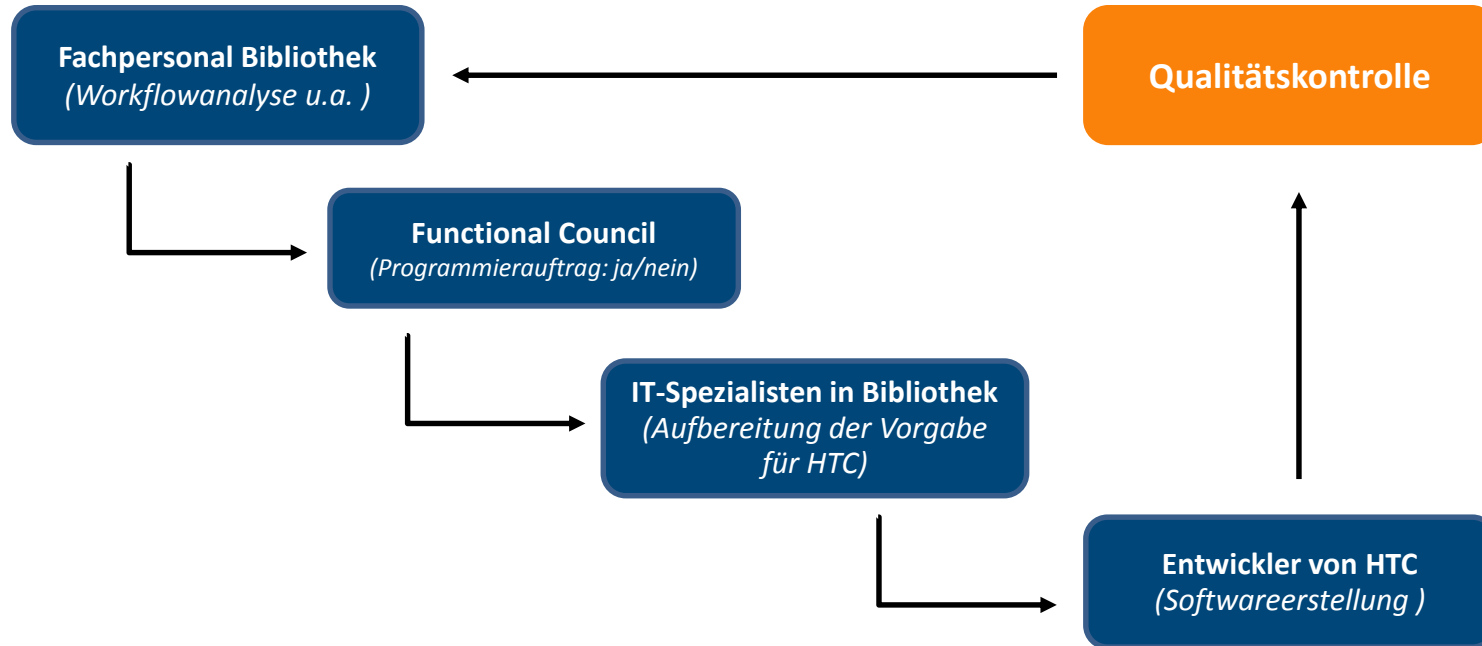 Fachpersonal Bibliothek
(Workflowanalyse u.a. )
Qualitätskontrolle
Functional Council
(Programmierauftrag: ja/nein)
IT-Spezialisten in Bibliothek
(Aufbereitung der Vorgabe
für HTC)
Entwickler von HTC
(Softwareerstellung )